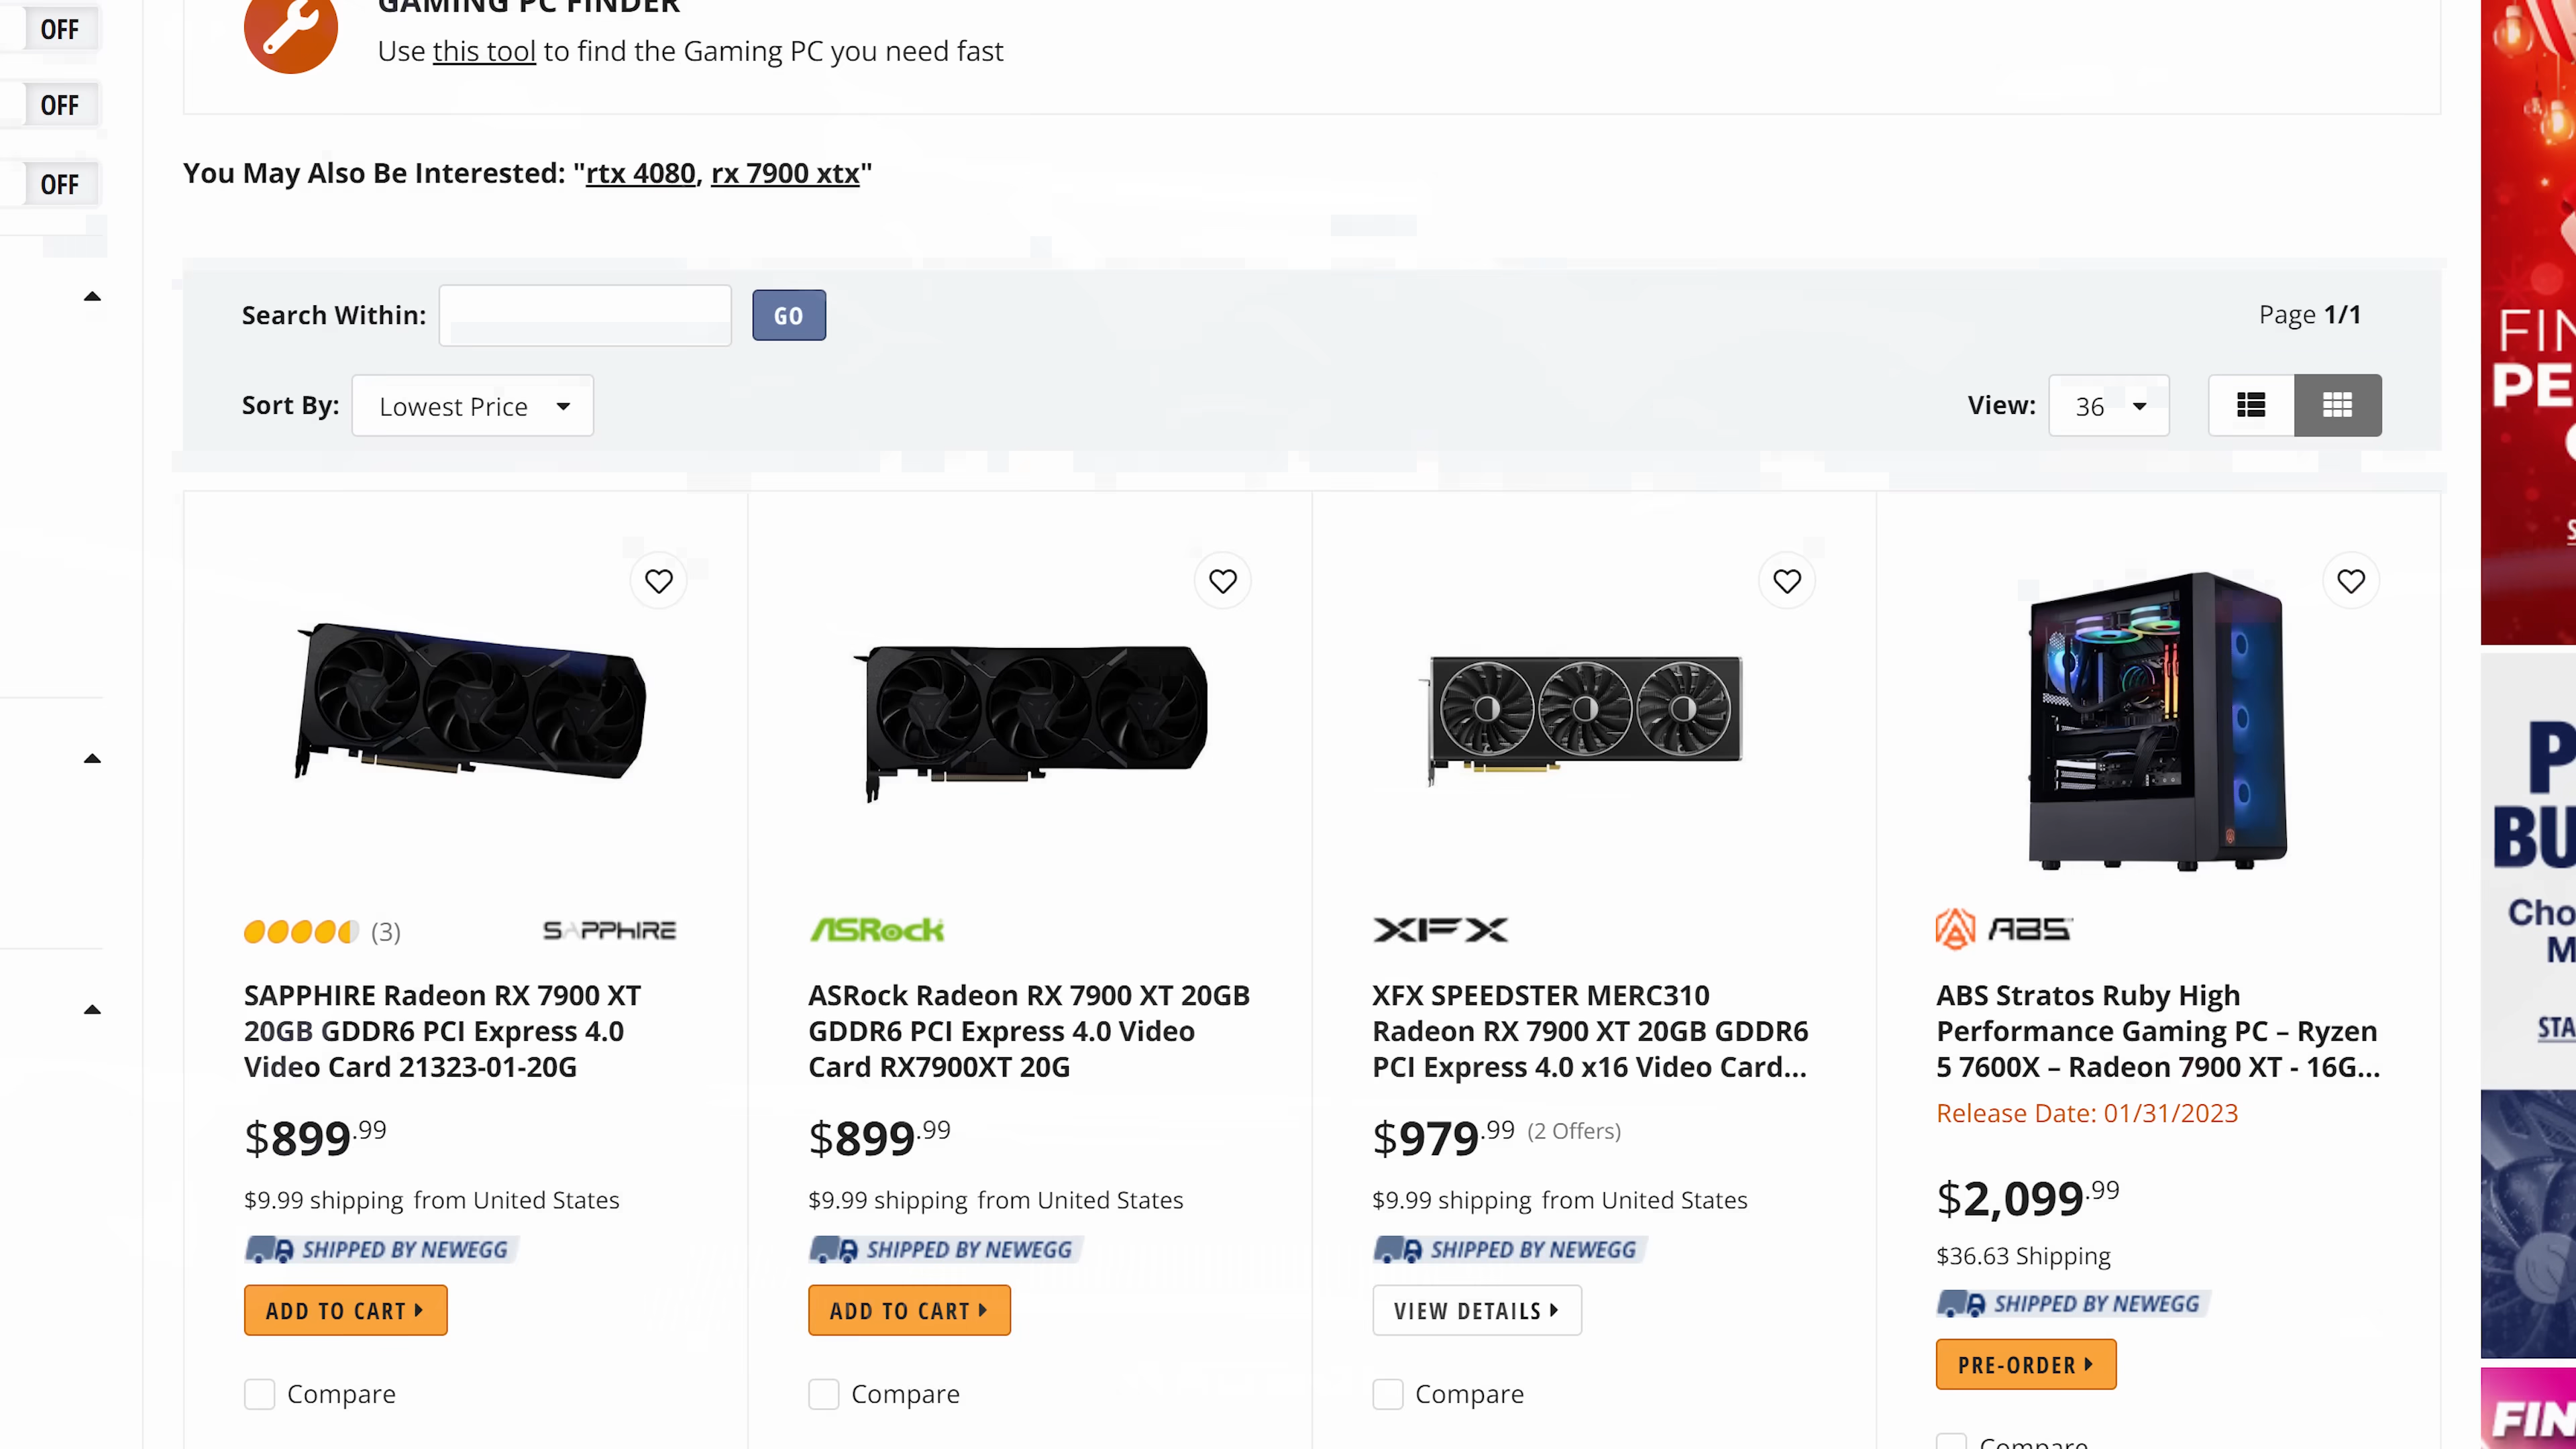 OFF
OFF
OFF
GAMING PC FINDER
Use this tool to find the Gaming PC you need fast
You May Also Be Interested: "rtx 4080, rx 7900 xtx"
Search Within:
GO
Page 1/1
Sort By:
Lowest Price
View:
36
(3)
SAPPHIRE
SAPPHIRE Radeon RX 7900 XT
20GB GDDR6 PCI Express 4.0
Video Card 21323-01-20G
$899.99
$9.99 shipping from United States
SHIPPED BY NEWEGG
ADD TO CART
Compare
ASRock
ASRock Radeon RX 7900 XT 20GB
GDDR6 PCI Express 4.0 Video
Card RX7900XT 20G
$899.99
$9.99 shipping from United States
SHIPPED BY NEWEGG
ADD TO CART
Compare
XFX
XFX SPEEDSTER MERC310
Radeon RX 7900 XT 20GB GDDR6
PCI Express 4.0 x16 Video Card...
$979.99 (2 Offers)
$9.99 shipping from United States
SHIPPED BY NEWEGG
VIEW DETAILS
Compare
ABS
ABS Stratos Ruby High
Performance Gaming PC – Ryzen
5 7600X – Radeon 7900 XT - 16G...
Release Date: 01/31/2023
$2,099.99
$36.63 Shipping
SHIPPED BY NEWEGG
PRE-ORDER
Compare
FIN
PE
P
BU
Cho
M
STA
FIN